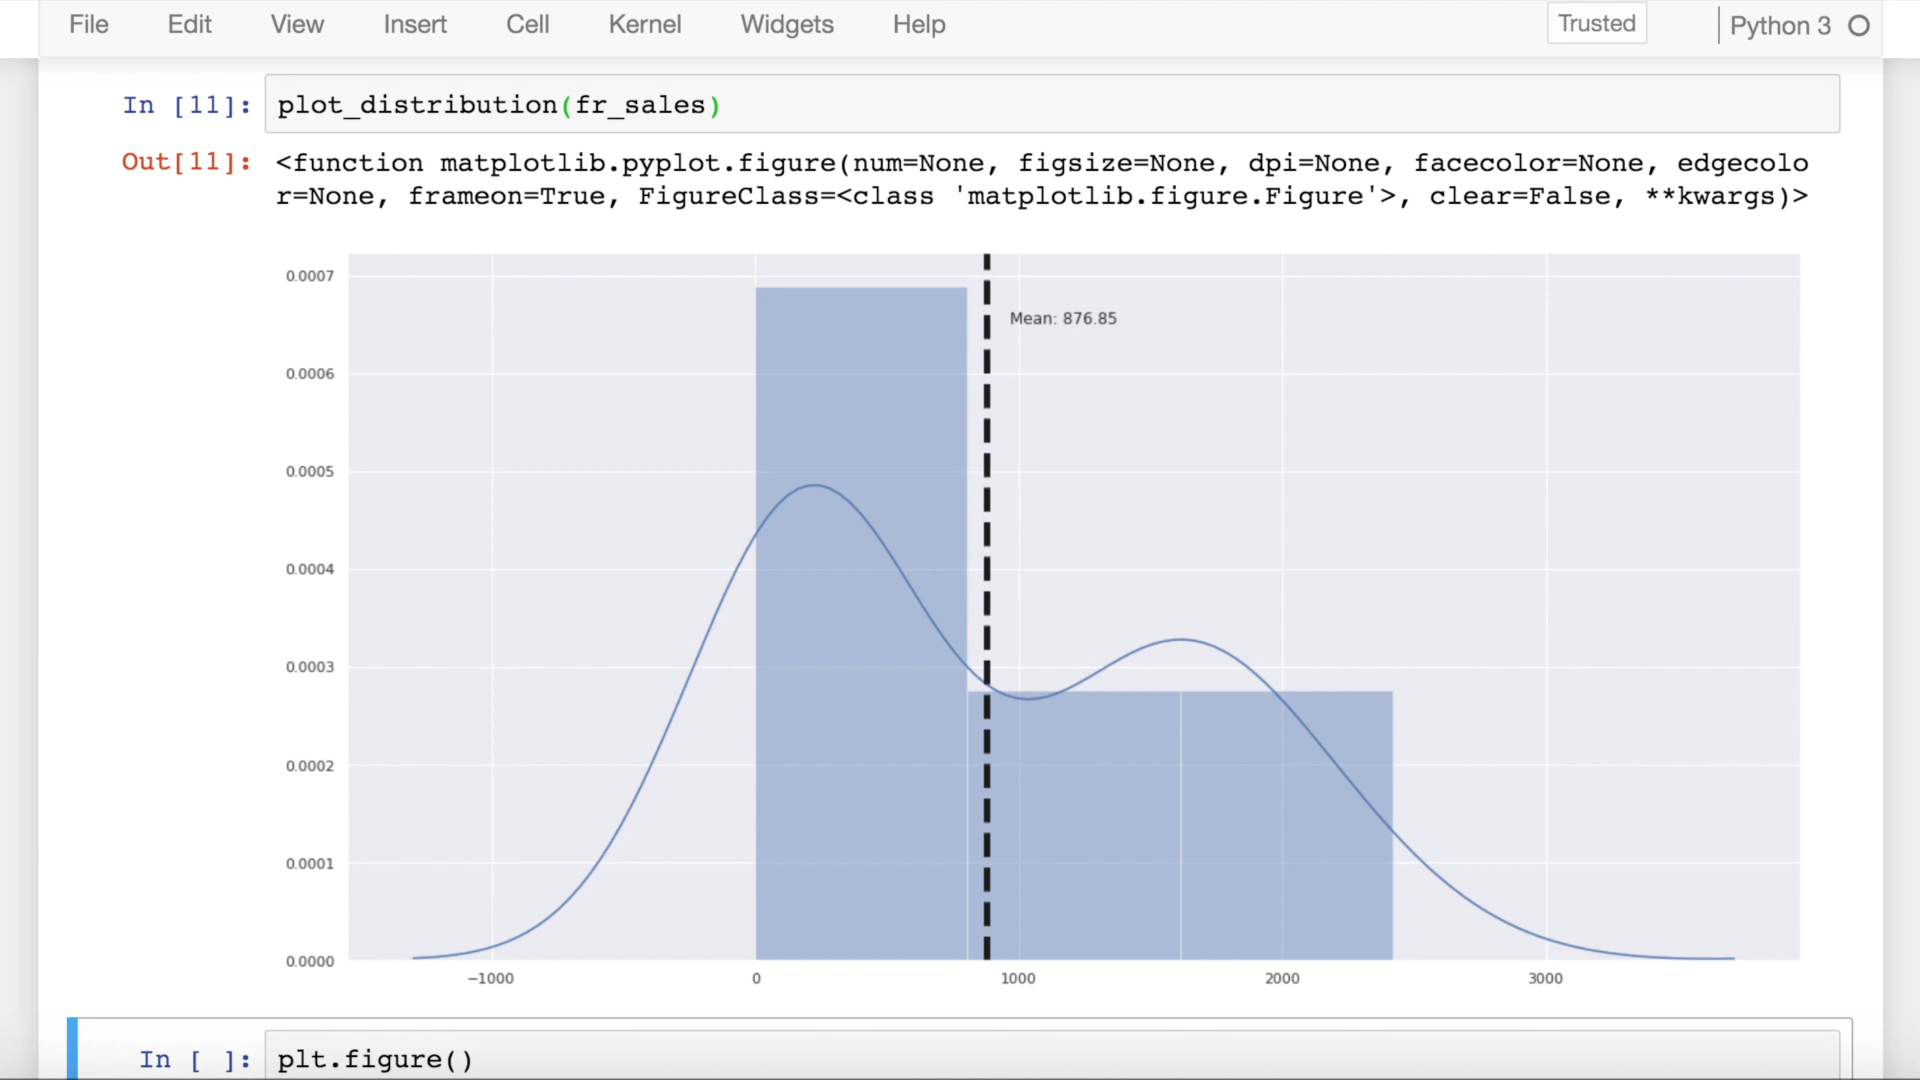 File Edit View Insert Cell Kernel Widgets Help Trusted Python 3
In [11]: plot_distribution(fr_sales)
Out[11]: <function matplotlib.pyplot.figure(num=None, figsize=None, dpi=None, facecolor=None, edgecolo
r=None, frameon=True, FigureClass=<class 'matplotlib.figure.Figure'>, clear=False, **kwargs)>
0.0007
Mean: 876.85
0.0006
0.0005
0.0004
0.0003
0.0002
0.0001
0.0000
−1000 0 1000 2000 3000
In [ ]: plt.figure()